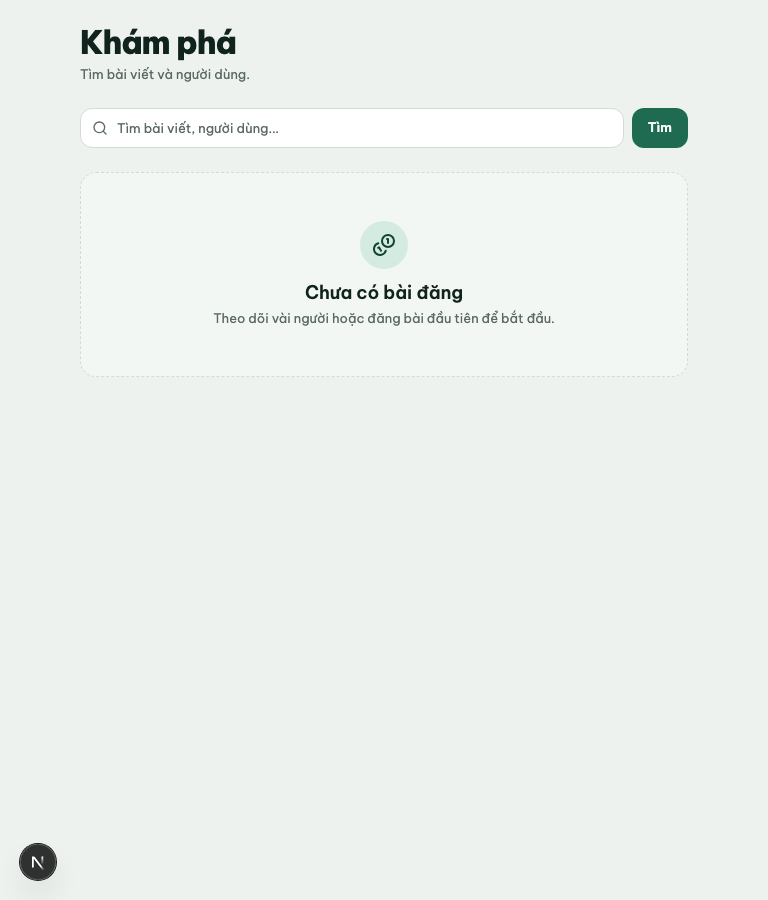 Khám phá
Tìm bài viết và người dùng.
Tìm bài viết, người dùng...
Tìm
Chưa có bài đăng
Theo dõi vài người hoặc đăng bài đầu tiên để bắt đầu.
N